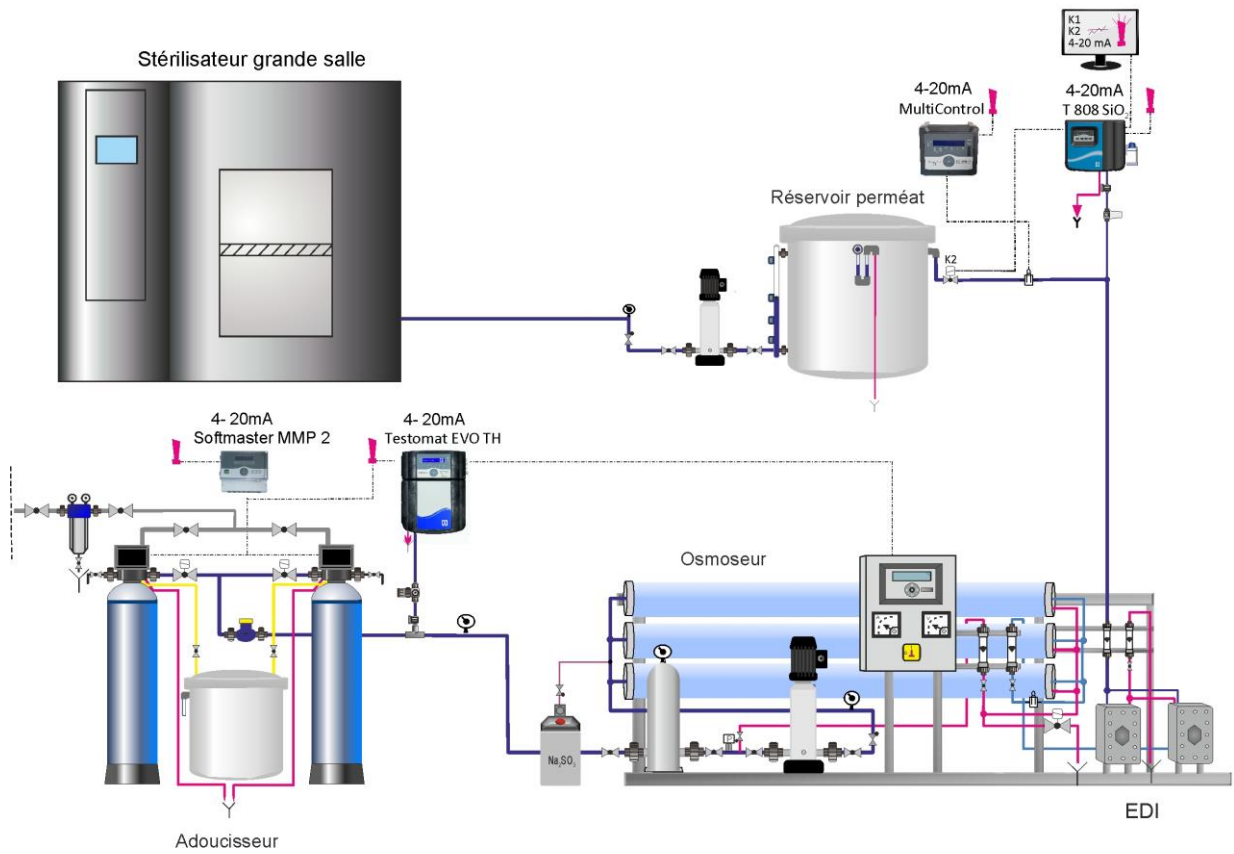 Stérilisateur grande salle
K1
K2
4-20 mA
4-20mA
MultiControl
4-20mA
T 808 SiO₂
Réservoir perméat
K2
Y
Y
4- 20mA
Softmaster MMP 2
4- 20mA
Testomat EVO TH
Osmoseur
P
Na₂SO₃
Y
Adoucisseur
EDI